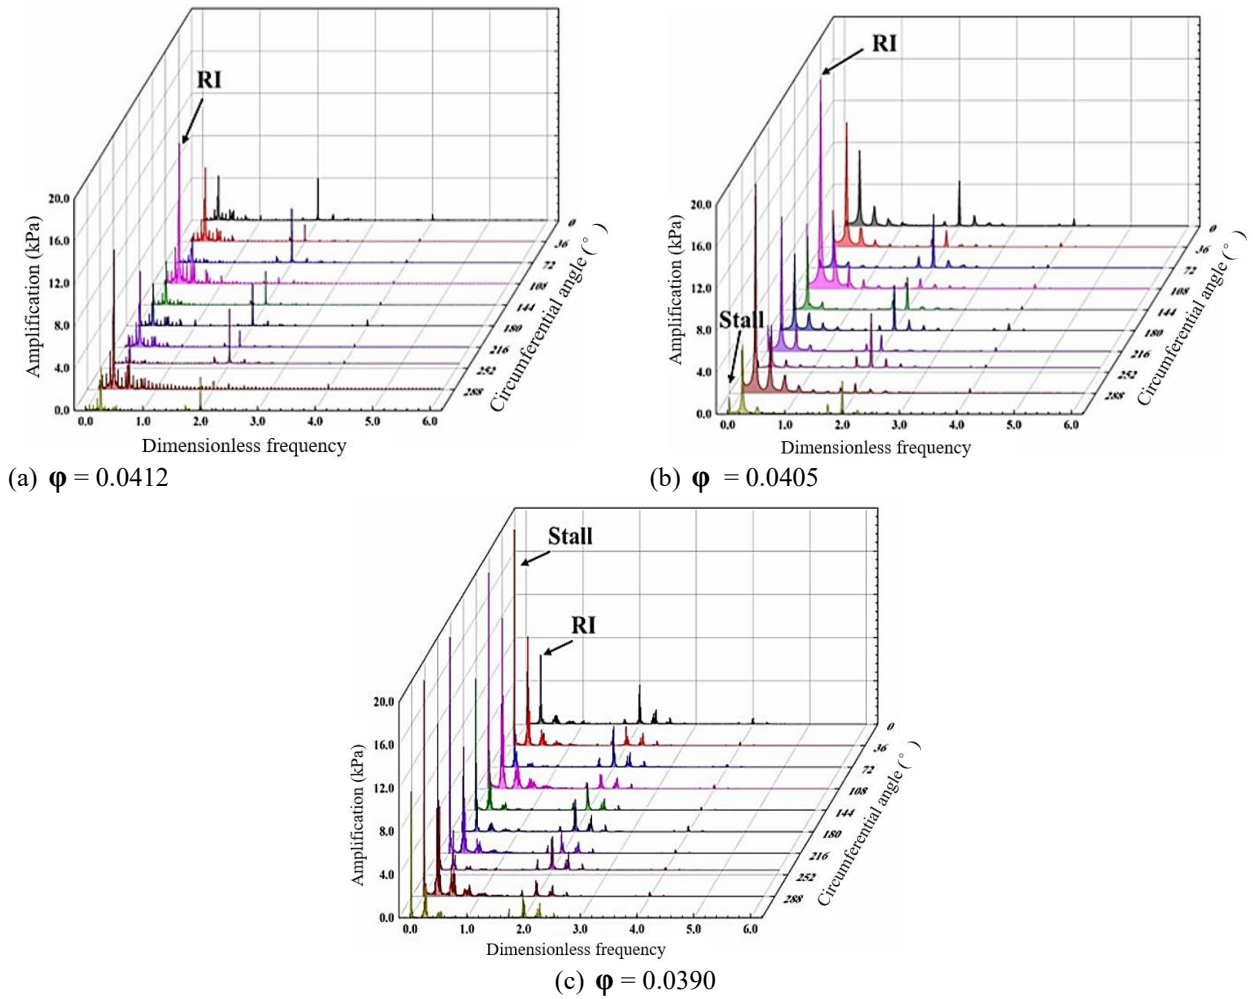 RI
20.0
16.0
12.0
8.0
4.0
0.0
Amplification (kPa)
0.0 1.0 2.0 3.0 4.0 5.0 6.0
Dimensionless frequency
0
36
72
108
144
180
216
252
288
Circumferential angle (°)
(a) φ = 0.0412
RI
Stall
20.0
16.0
12.0
8.0
4.0
0.0
Amplification (kPa)
0.0 1.0 2.0 3.0 4.0 5.0 6.0
Dimensionless frequency
0
36
72
108
144
180
216
252
288
Circumferential angle (°)
(b) φ = 0.0405
Stall
RI
20.0
16.0
12.0
8.0
4.0
0.0
Amplification (kPa)
0.0 1.0 2.0 3.0 4.0 5.0 6.0
Dimensionless frequency
0
36
72
108
144
180
216
252
288
Circumferential angle (°)
(c) φ = 0.0390